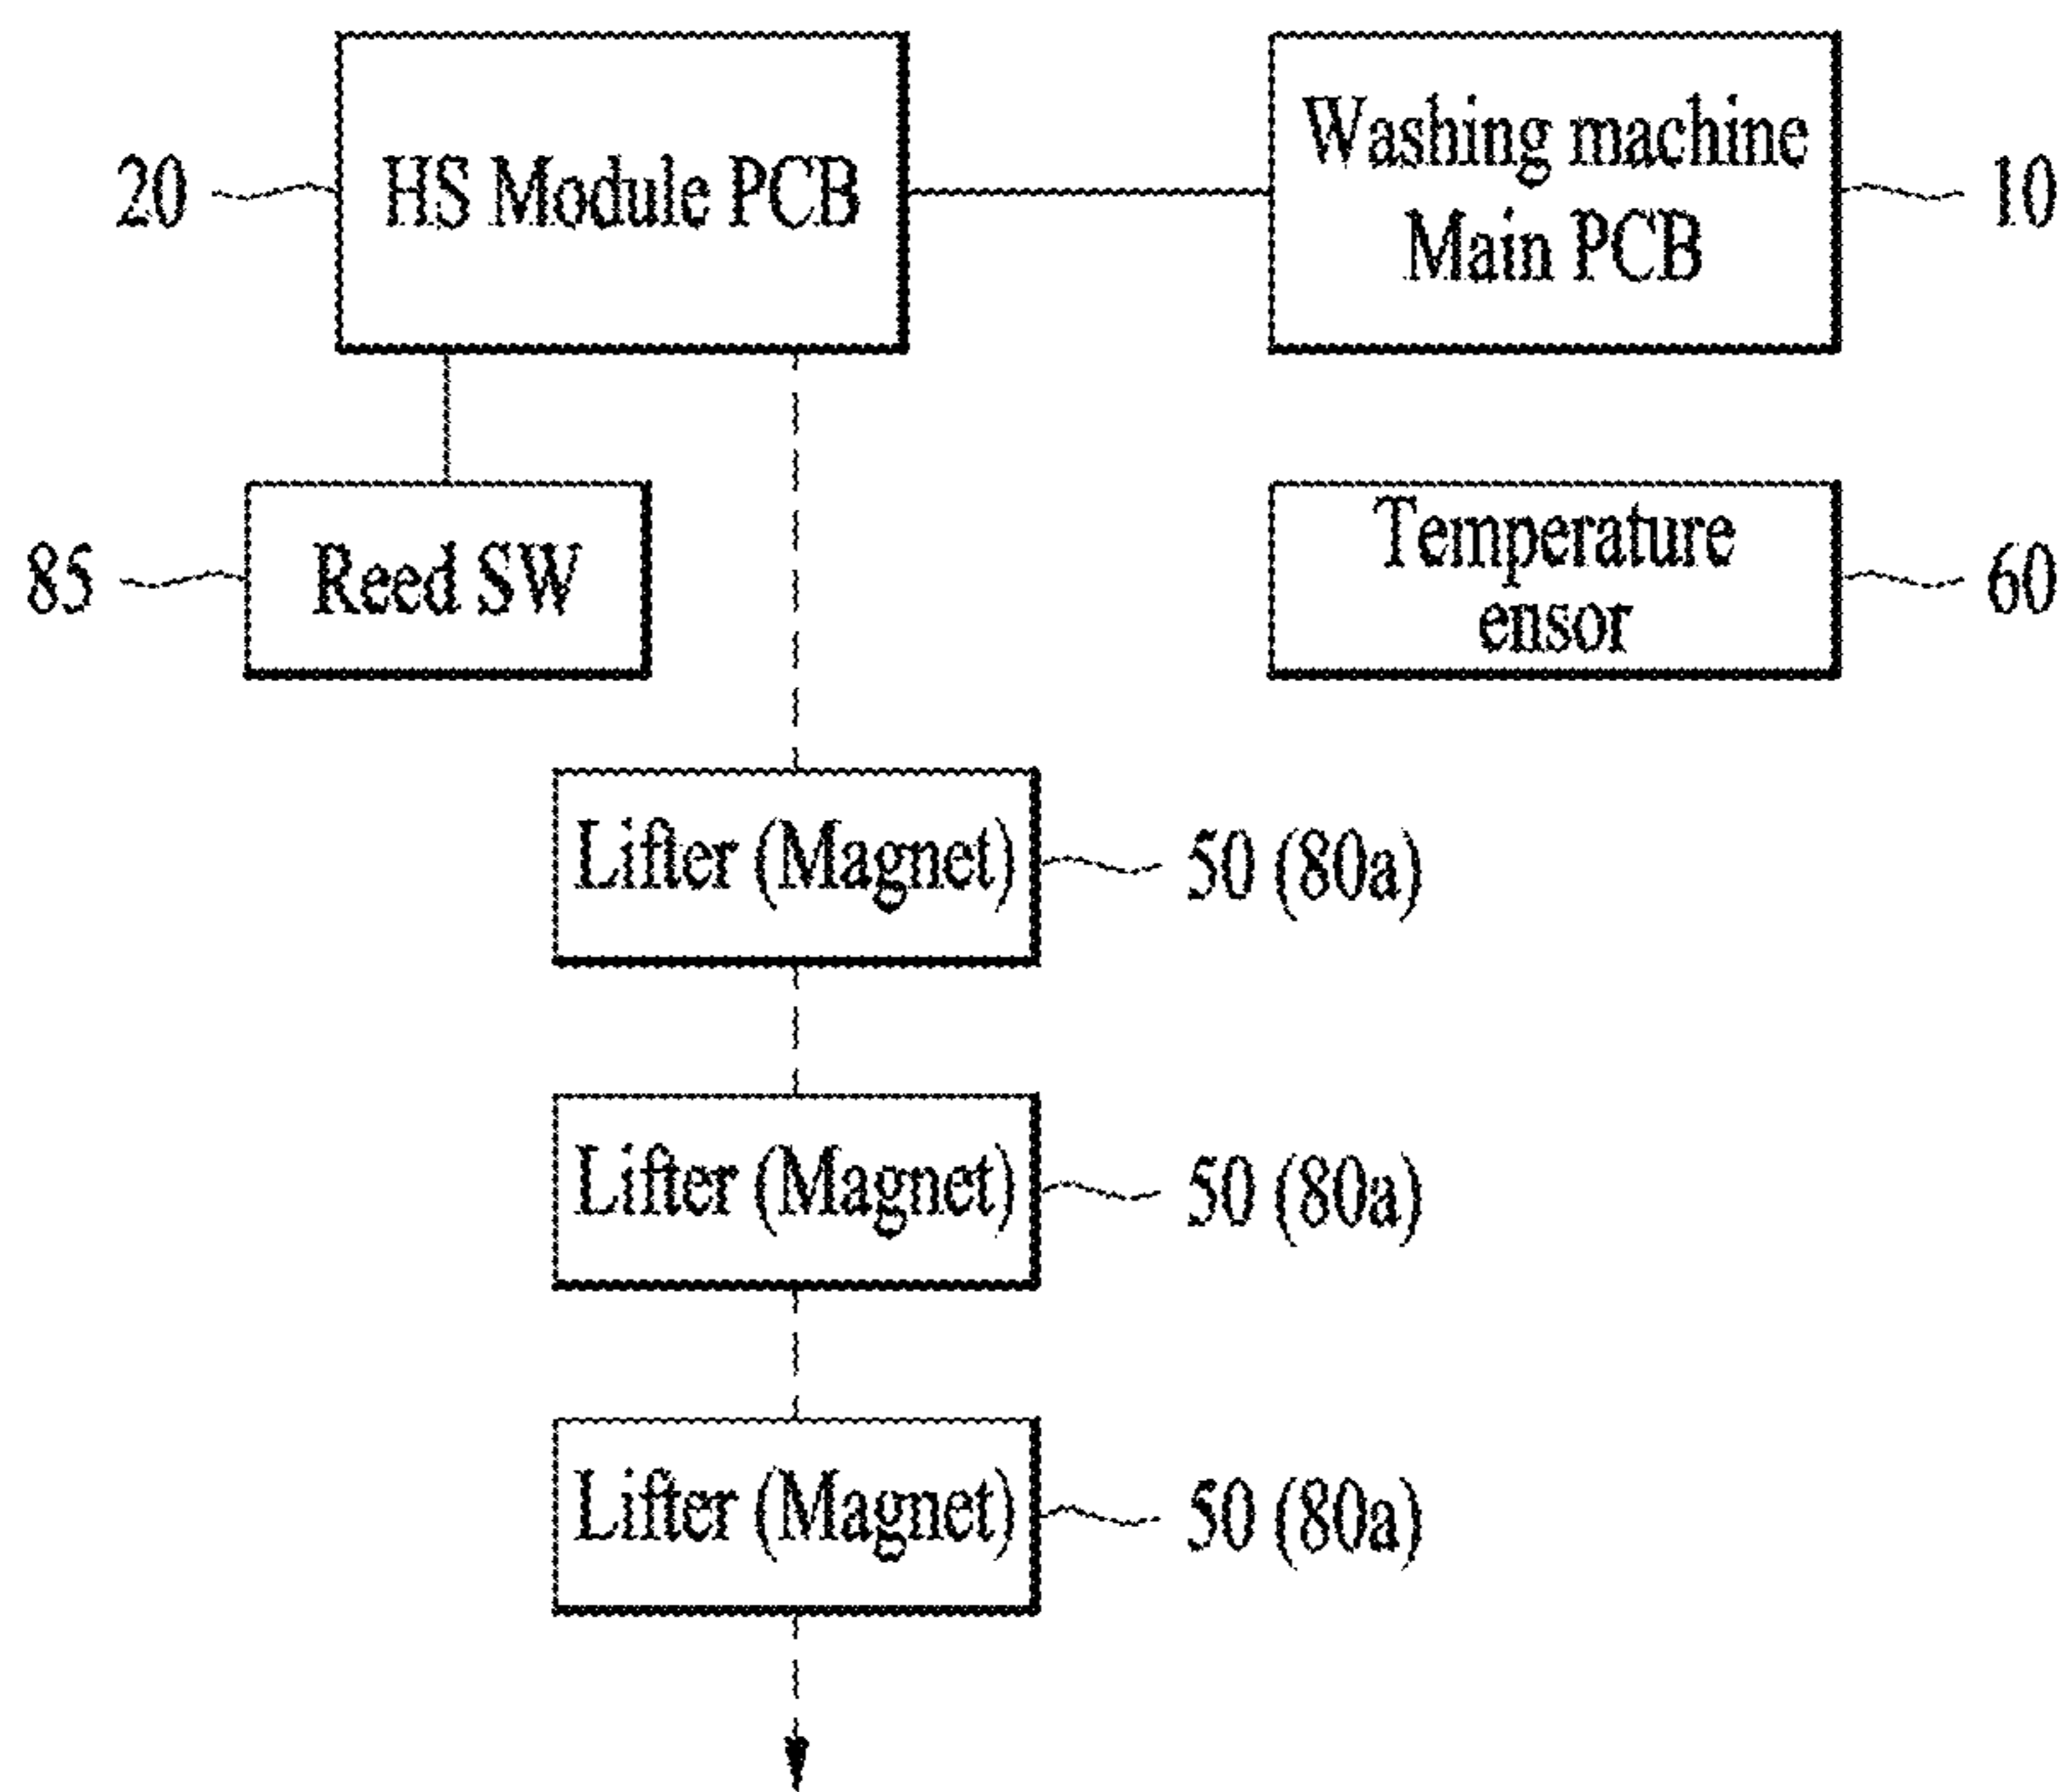 20
HS Module PCB
Washing machine
Main PCB
10
85
Reed SW
Temperature
ensor
60
Lifter (Magnet)
50 (80a)
Lifter (Magnet)
50 (80a)
Lifter (Magnet)
50 (80a)